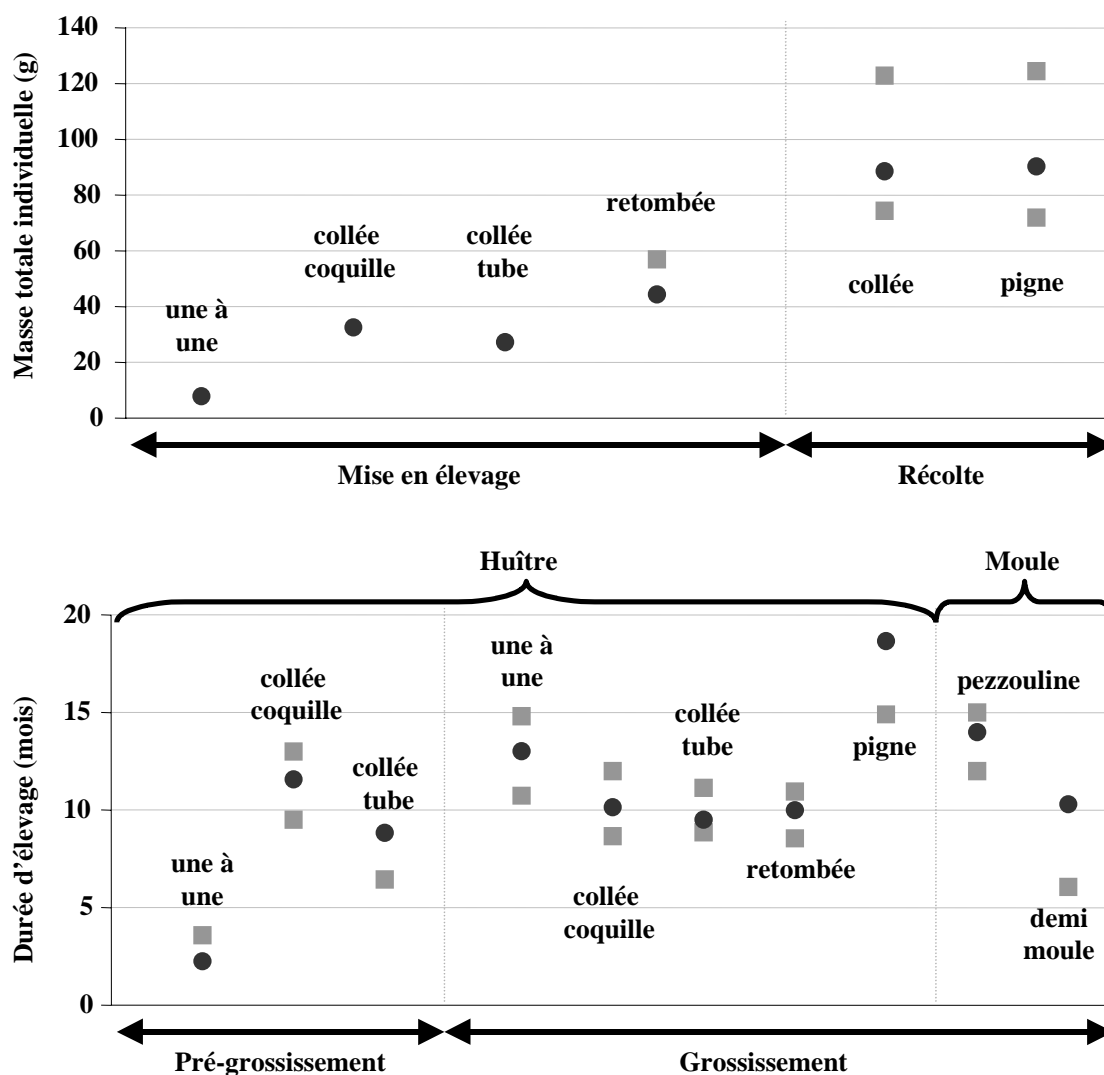 Masse totale individuelle (g)
140
120
100
80
60
40
20
0
une à
une
collée
coquille
collée
tube
retombée
collée
pigne
Mise en élevage
Récolte
Huître
Moule
Durée d'élevage (mois)
20
15
10
5
0
une à
une
collée
coquille
collée
tube
une à
une
collée
coquille
collée
tube
retombée
pigne
pezzouline
demi
moule
Pré-grossissement
Grossissement